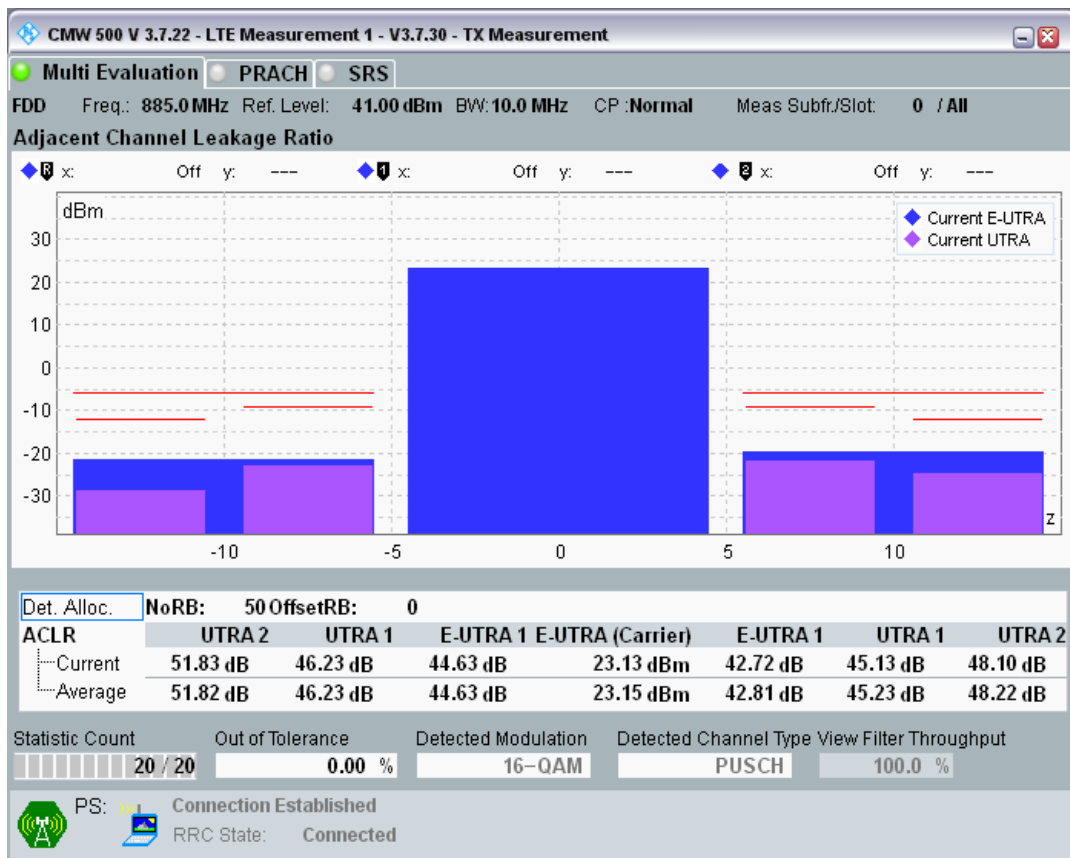 CMW 500 V 3.7.22 - LTE Measurement 1 - V3.7.30 - TX Measurement
Multi Evaluation PRACH SRS
FDD Freq.: 885.0 MHz Ref. Level: 41.00 dBm BW: 10.0 MHz CP :Normal Meas Subfr./Slot: 0 / All
Adjacent Channel Leakage Ratio
R x: Off y: --- 1 x: Off y: --- 2 x: Off y: ---
dBm
Current E-UTRA
Current UTRA
30
20
10
0
-10
-20
-30
z
-10 -5 0 5 10
Det. Alloc. NoRB: 50 OffsetRB: 0
ACLR UTRA 2 UTRA 1 E-UTRA 1 E-UTRA (Carrier) E-UTRA 1 UTRA 1 UTRA 2
Current 51.83 dB 46.23 dB 44.63 dB 23.13 dBm 42.72 dB 45.13 dB 48.10 dB
Average 51.82 dB 46.23 dB 44.63 dB 23.15 dBm 42.81 dB 45.23 dB 48.22 dB
Statistic Count Out of Tolerance Detected Modulation Detected Channel Type View Filter Throughput
20 / 20 0.00 % 16-QAM PUSCH 100.0 %
PS: Connection Established
RRC State: Connected